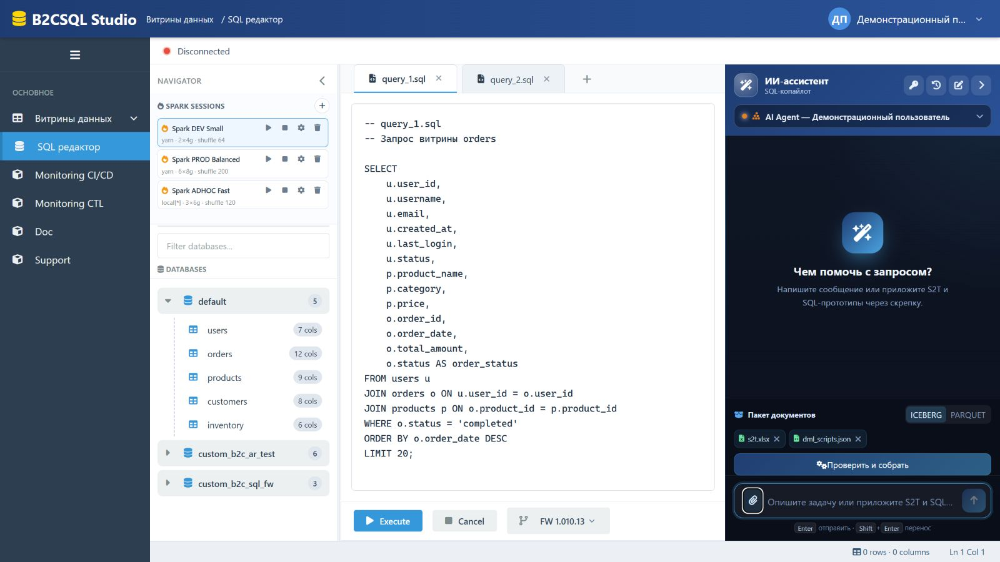 B2CSQL Studio
Витрины данных / SQL редактор
ДП Демонстрационный п...
ОСНОВНОЕ
Витрины данных
SQL редактор
Monitoring CI/CD
Monitoring CTL
Doc
Support
Disconnected
NAVIGATOR
SPARK SESSIONS
Spark DEV Small
yarn · 2×4g · shuffle 64
Spark PROD Balanced
yarn · 6×8g · shuffle 200
Spark ADHOC Fast
local[*] · 3×6g · shuffle 120
Filter databases...
DATABASES
default 5
users 7 cols
orders 12 cols
products 9 cols
customers 8 cols
inventory 6 cols
custom_b2c_ar_test 6
custom_b2c_sql_fw 3
query_1.sql
query_2.sql
-- query_1.sql
-- Запрос витрины orders
SELECT
u.user_id,
u.username,
u.email,
u.created_at,
u.last_login,
u.status,
p.product_name,
p.category,
p.price,
o.order_id,
o.order_date,
o.total_amount,
o.status AS order_status
FROM users u
JOIN orders o ON u.user_id = o.user_id
JOIN products p ON o.product_id = p.product_id
WHERE o.status = 'completed'
ORDER BY o.order_date DESC
LIMIT 20;
Execute
Cancel
FW 1.010.13
ИИ-ассистент
SQL-копайлот
AI Agent — Демонстрационный пользователь
Чем помочь с запросом?
Напишите сообщение или приложите S2T и
SQL-прототипы через скрепку.
Пакет документов
ICEBERG PARQUET
s2t.xlsx
dml_scripts.json
Проверить и собрать
Опишите задачу или приложите S2T и SQL...
Enter отправить · Shift + Enter перенос
0 rows · 0 columns
Ln 1 Col 1